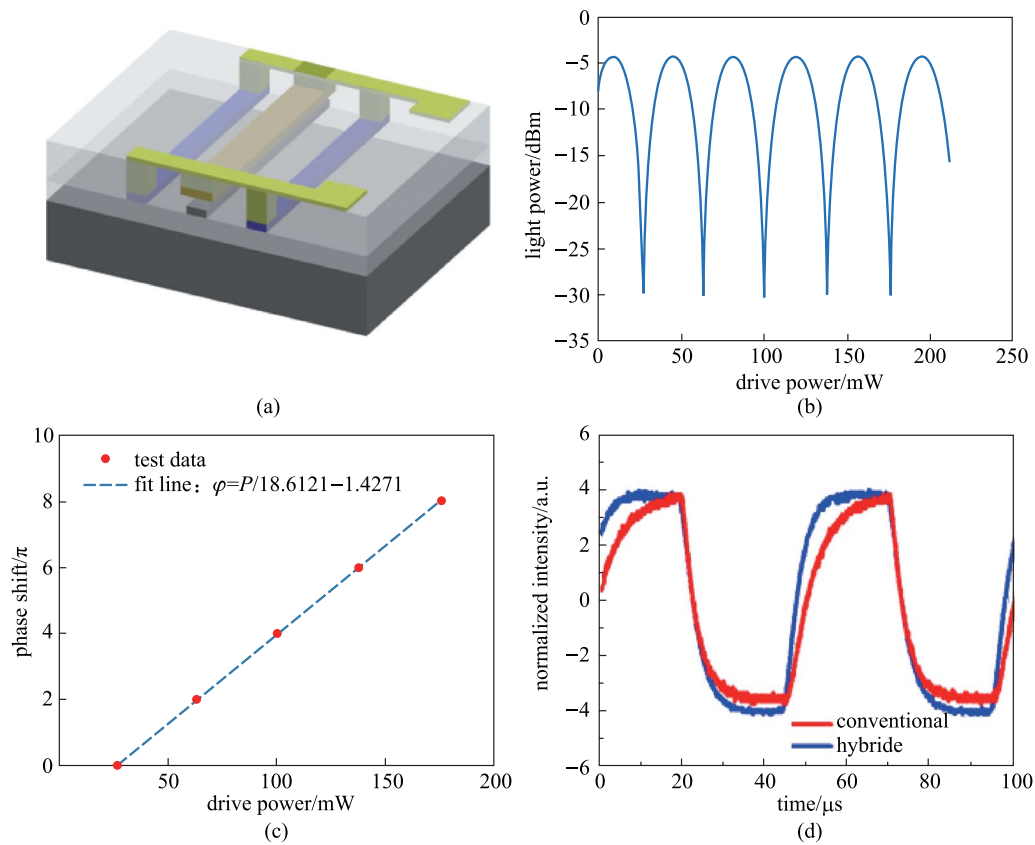 (a)
0
−5
−10
−15
−20
−25
−30
−35
light power/dBm
0 50 100 150 200 250
drive power/mW
(b)
10
8
6
4
2
0
phase shift/π
test data
fit line： φ=P/18.6121−1.4271
50 100 150 200
drive power/mW
(c)
6
4
2
0
−2
−4
−6
normalized intensity/a.u.
conventional
hybride
0 20 40 60 80 100
time/μs
(d)